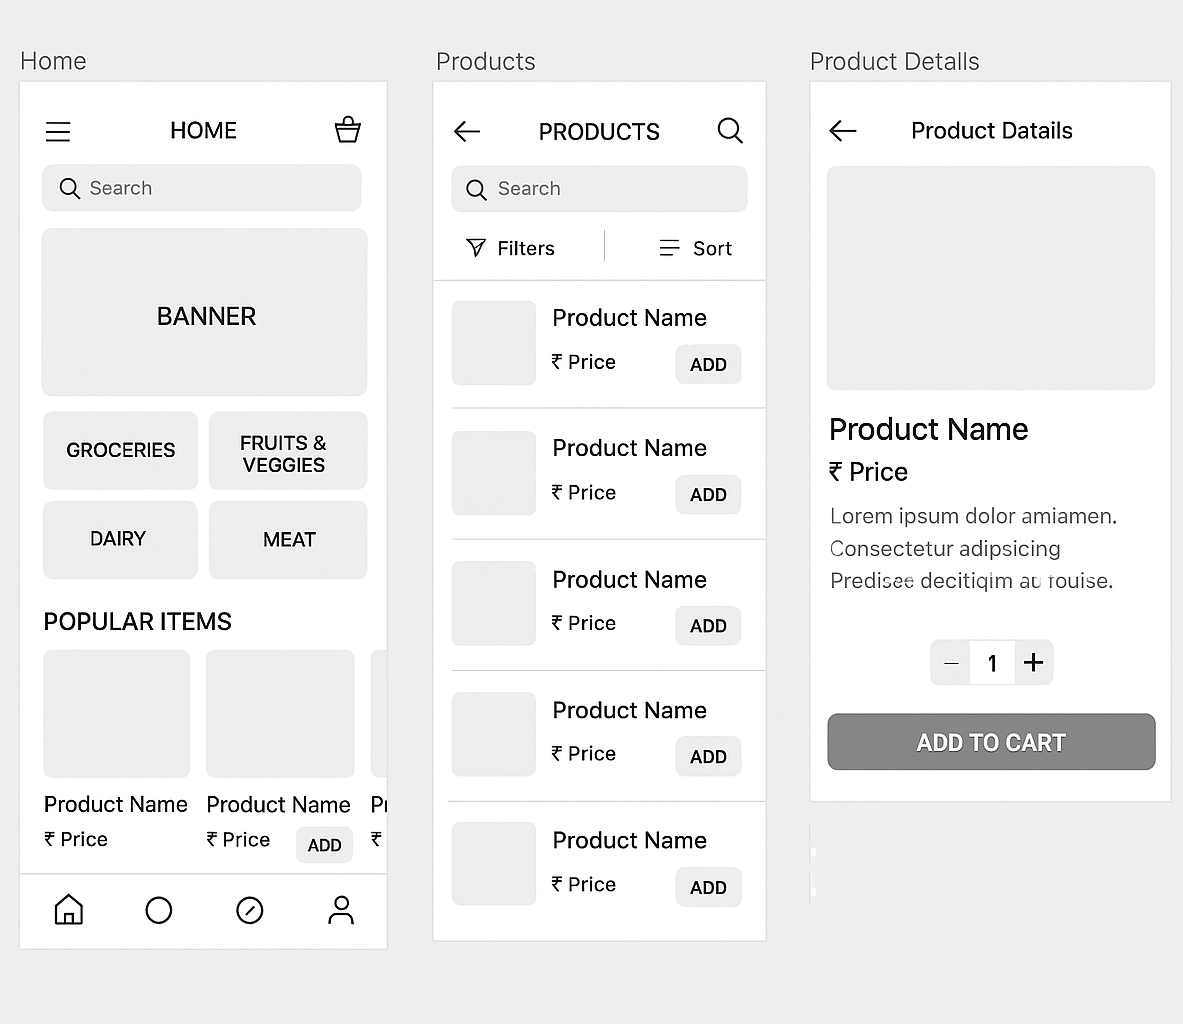 Home
HOME
Search
BANNER
GROCERIES
FRUITS &
VEGGIES
DAIRY
MEAT
POPULAR ITEMS
Product Name
₹ Price
Product Name
₹ Price
ADD
Pr
₹
Products
PRODUCTS
Search
Filters
Sort
Product Name
₹ Price
ADD
Product Name
₹ Price
ADD
Product Name
₹ Price
ADD
Product Name
₹ Price
ADD
Product Name
₹ Price
ADD
Product Detalls
Product Datails
Product Name
₹ Price
Lorem ipsum dolor amiamen.
Consectetur adipsicing
Predisee decitiqim au fouise.
1
ADD TO CART